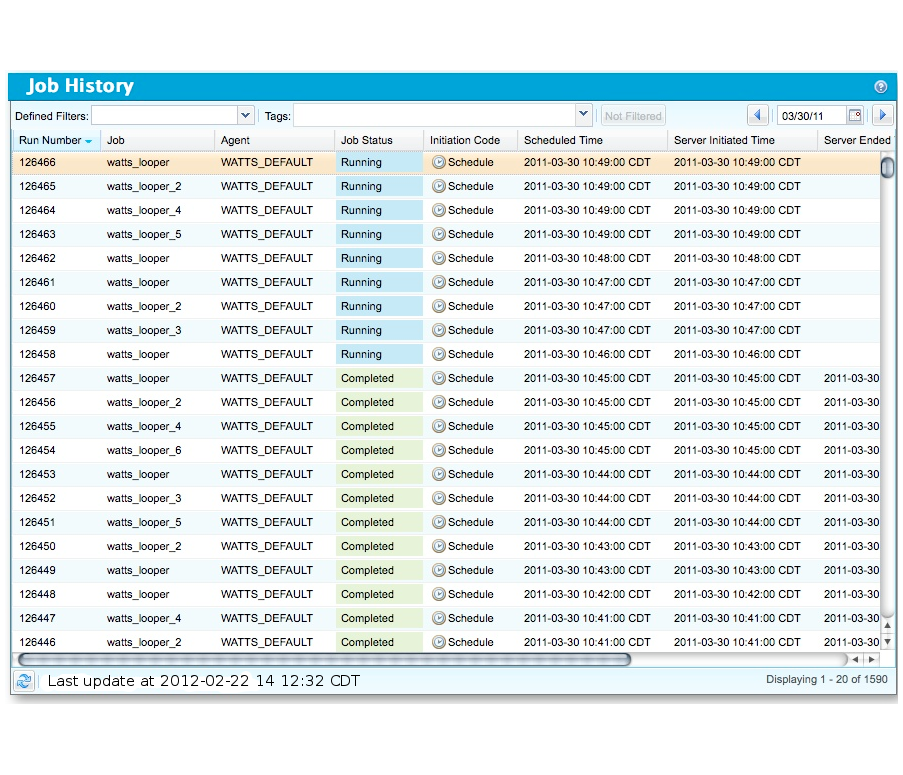 Job History
Defined Filters: Tags: Not Filtered 03/30/11
Run Number Job Agent Job Status Initiation Code Scheduled Time Server Initiated Time Server Ended
126466 watts_looper WATTS_DEFAULT Running Schedule 2011-03-30 10:49:00 CDT 2011-03-30 10:49:00 CDT
126465 watts_looper_2 WATTS_DEFAULT Running Schedule 2011-03-30 10:49:00 CDT 2011-03-30 10:49:00 CDT
126464 watts_looper_4 WATTS_DEFAULT Running Schedule 2011-03-30 10:49:00 CDT 2011-03-30 10:49:00 CDT
126463 watts_looper_5 WATTS_DEFAULT Running Schedule 2011-03-30 10:49:00 CDT 2011-03-30 10:49:00 CDT
126462 watts_looper WATTS_DEFAULT Running Schedule 2011-03-30 10:48:00 CDT 2011-03-30 10:48:00 CDT
126461 watts_looper WATTS_DEFAULT Running Schedule 2011-03-30 10:47:00 CDT 2011-03-30 10:47:00 CDT
126460 watts_looper_2 WATTS_DEFAULT Running Schedule 2011-03-30 10:47:00 CDT 2011-03-30 10:47:00 CDT
126459 watts_looper_3 WATTS_DEFAULT Running Schedule 2011-03-30 10:47:00 CDT 2011-03-30 10:47:00 CDT
126458 watts_looper WATTS_DEFAULT Running Schedule 2011-03-30 10:46:00 CDT 2011-03-30 10:46:00 CDT
126457 watts_looper WATTS_DEFAULT Completed Schedule 2011-03-30 10:45:00 CDT 2011-03-30 10:45:00 CDT 2011-03-30
126456 watts_looper_2 WATTS_DEFAULT Completed Schedule 2011-03-30 10:45:00 CDT 2011-03-30 10:45:00 CDT 2011-03-30
126455 watts_looper_4 WATTS_DEFAULT Completed Schedule 2011-03-30 10:45:00 CDT 2011-03-30 10:45:00 CDT 2011-03-30
126454 watts_looper_6 WATTS_DEFAULT Completed Schedule 2011-03-30 10:45:00 CDT 2011-03-30 10:45:00 CDT 2011-03-30
126453 watts_looper WATTS_DEFAULT Completed Schedule 2011-03-30 10:44:00 CDT 2011-03-30 10:44:00 CDT 2011-03-30
126452 watts_looper_3 WATTS_DEFAULT Completed Schedule 2011-03-30 10:44:00 CDT 2011-03-30 10:44:00 CDT 2011-03-30
126451 watts_looper_5 WATTS_DEFAULT Completed Schedule 2011-03-30 10:44:00 CDT 2011-03-30 10:44:00 CDT 2011-03-30
126450 watts_looper_2 WATTS_DEFAULT Completed Schedule 2011-03-30 10:43:00 CDT 2011-03-30 10:43:00 CDT 2011-03-30
126449 watts_looper WATTS_DEFAULT Completed Schedule 2011-03-30 10:43:00 CDT 2011-03-30 10:43:00 CDT 2011-03-30
126448 watts_looper WATTS_DEFAULT Completed Schedule 2011-03-30 10:42:00 CDT 2011-03-30 10:42:00 CDT 2011-03-30
126447 watts_looper_4 WATTS_DEFAULT Completed Schedule 2011-03-30 10:41:00 CDT 2011-03-30 10:41:00 CDT 2011-03-30
126446 watts_looper_2 WATTS_DEFAULT Completed Schedule 2011-03-30 10:41:00 CDT 2011-03-30 10:41:00 CDT 2011-03-30
Last update at 2012-02-22 14 12:32 CDT Displaying 1 - 20 of 1590